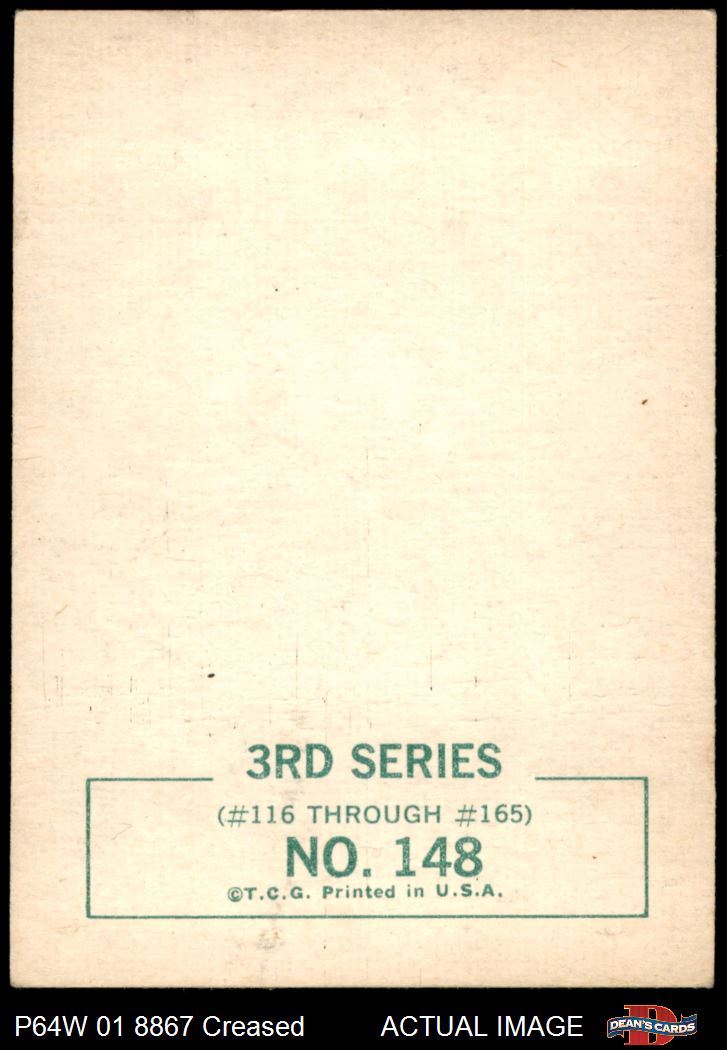 3RD SERIES
(#116 THROUGH #165)
NO. 148
©T.C.G. Printed in U.S.A.
P64W 01 8867 Creased ACTUAL IMAGE
D
DEAN'S CARDS